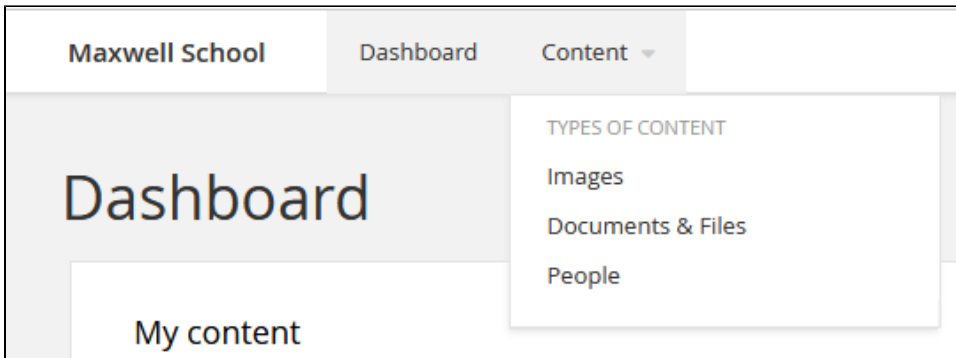 Maxwell School Dashboard Content
TYPES OF CONTENT
Images
Documents & Files
People
Dashboard
My content